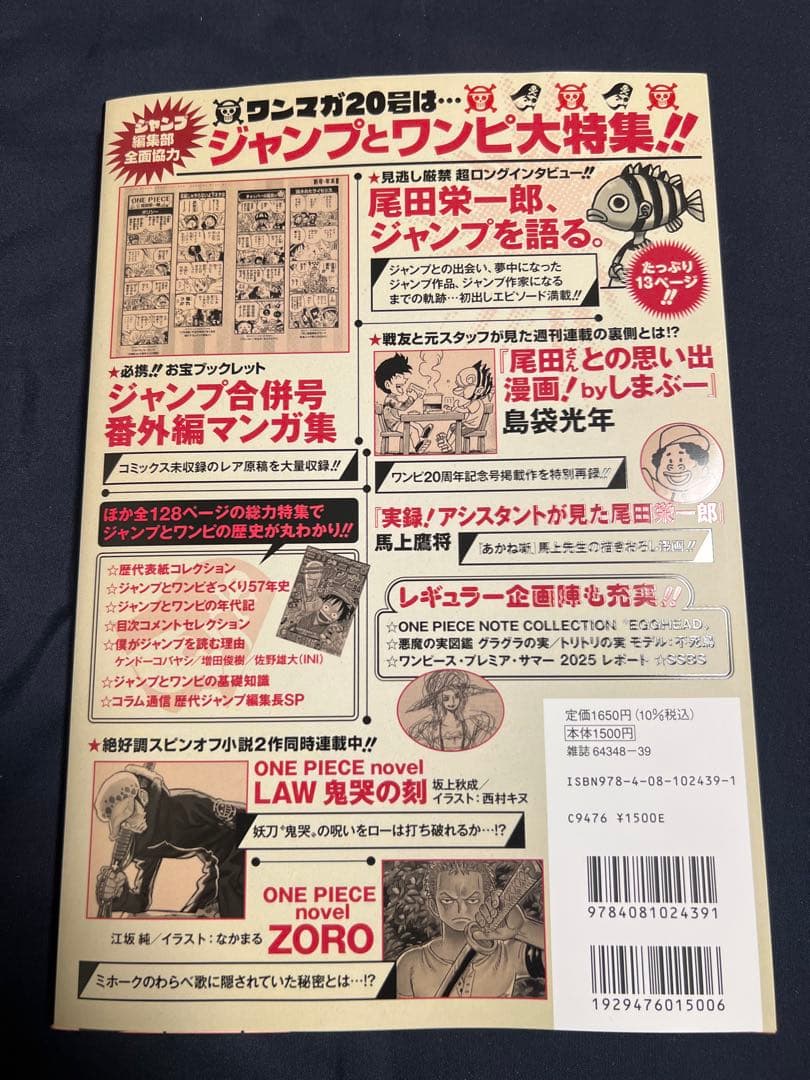 ワンマガ20号は…
ジャンプ
編集部
全面協力
ジャンプとワンピ大特集!!
ONE PIECE
★必携!! お宝ブックレット
ジャンプ合併号
番外編マンガ集
コミックス未収録のレア原稿を大量収録!!
★見逃し厳禁 超ロングインタビュー!!
尾田栄一郎、
ジャンプを語る。
ジャンプとの出会い、夢中になった
ジャンプ作品、ジャンプ作家になる
までの軌跡…初出しエピソード満載!!
たっぷり
13ページ
!!
★戦友と元スタッフが見た週刊連載の裏側とは!?
『尾田さんとの思い出
漫画!byしまぶー』
島袋光年
ワンピ20周年記念号掲載作を特別再録!!
『実録!アシスタントが見た尾田栄一郎』
馬上鷹将
『あかね噺』馬上先生の描きおろし漫画!!
ほか全128ページの総力特集で
ジャンプとワンピの歴史が丸わかり!!
☆歴代表紙コレクション
☆ジャンプとワンピざっくり57年史
☆ジャンプとワンピの年代記
☆目次コメントセレクション
☆僕がジャンプを読む理由
ケンドーコバヤシ/増田俊樹/佐野雄大(INI)
☆ジャンプとワンピの基礎知識
☆コラム通信 歴代ジャンプ編集長SP
レギュラー企画陣も充実!!
☆ONE PIECE NOTE COLLECTION “EGGHEAD”
☆悪魔の実図鑑 グラグラの実/トリトリの実 モデル:不死鳥
☆ワンピース・プレミア・サマー 2025 レポート ☆SSBS
★絶好調スピンオフ小説2作同時連載中!!
ONE PIECE novel
LAW 鬼哭の刻
坂上秋成/
イラスト:西村キヌ
妖刀“鬼哭”の呪いをローは打ち破れるか…!?
ONE PIECE
novel
ZORO
江坂 純/イラスト:なかまる
ミホークのわらべ歌に隠されていた秘密とは…!?
定価1650円(10%税込)
本体1500円
雑誌 64348-39
ISBN978-4-08-102439-1
C9476 ¥1500E
9784081024391
1929476015006